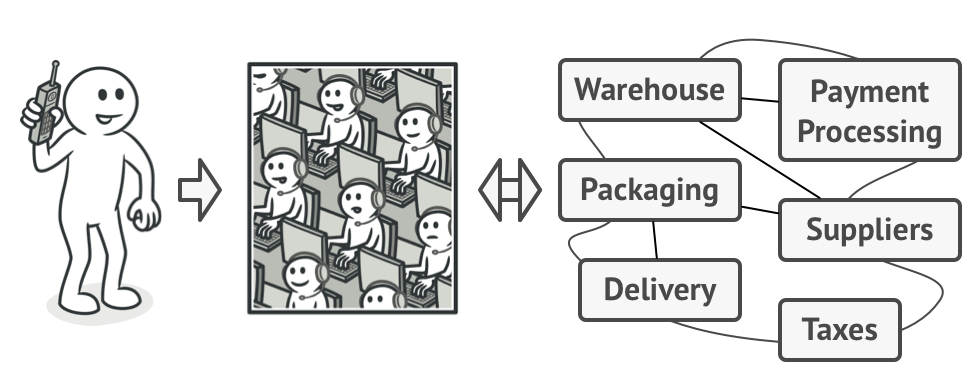 Warehouse
Payment
Processing
Packaging
Suppliers
Delivery
Taxes